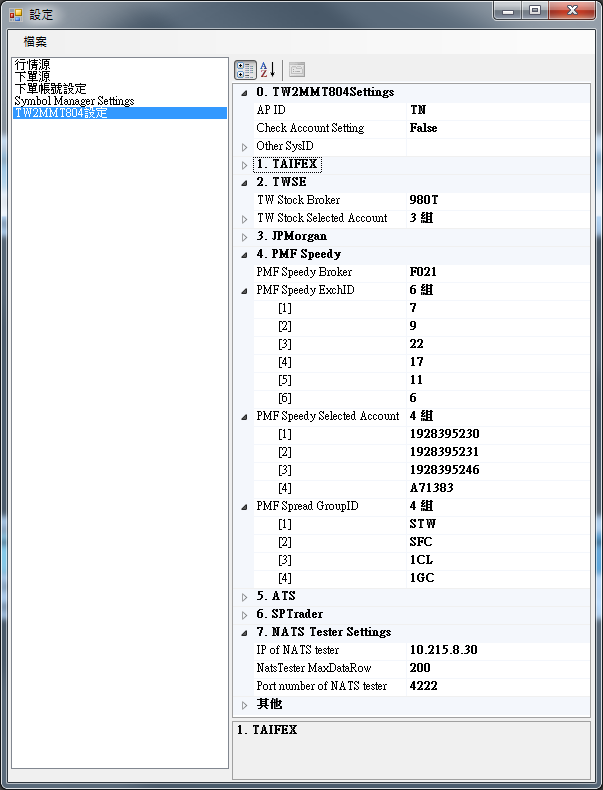 設定
檔案
行情源
下單源
下單帳號設定
Symbol Manager Settings
TW2MMT804設定
0. TW2MMT804Settings
AP ID TN
Check Account Setting False
Other SysID
1. TAIFEX
2. TWSE
TW Stock Broker 980T
TW Stock Selected Account 3 組
3. JPMorgan
4. PMF Speedy
PMF Speedy Broker F021
PMF Speedy ExchID 6 組
[1] 7
[2] 9
[3] 22
[4] 17
[5] 11
[6] 6
PMF Speedy Selected Account 4 組
[1] 1928395230
[2] 1928395231
[3] 1928395246
[4] A71383
PMF Spread GroupID 4 組
[1] STW
[2] SFC
[3] 1CL
[4] 1GC
5. ATS
6. SPTrader
7. NATS Tester Settings
IP of NATS tester 10.215.8.30
NatsTester MaxDataRow 200
Port number of NATS tester 4222
其他
1. TAIFEX